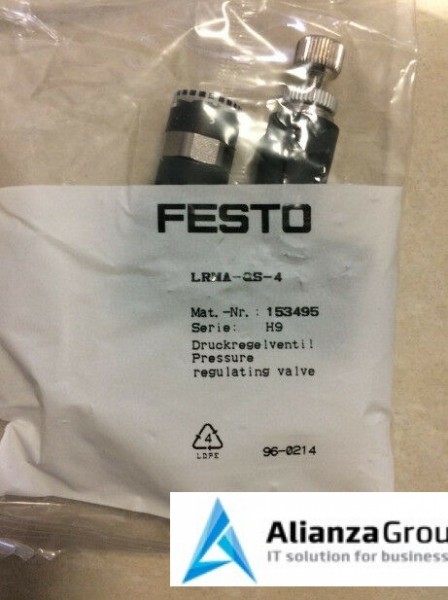 FESTO
LRMA-QS-4
Mat.-Nr.: 153495
Serie: H9
Druckregelventil
Pressure
regulating valve
4
LDPE
96-0214
AlianzaGrou
IT solution for business